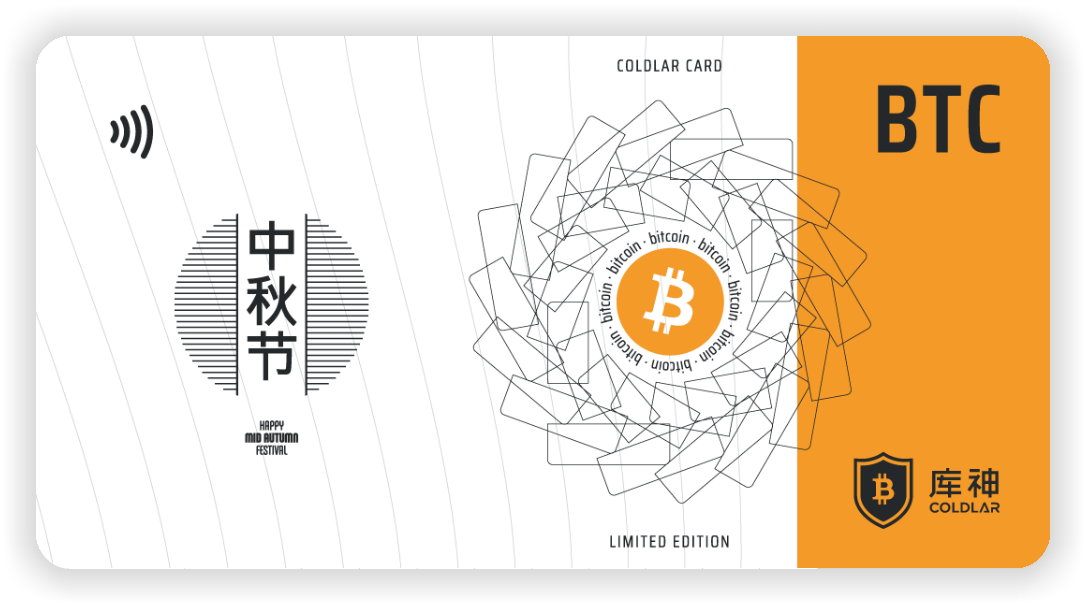 COLDLAR CARD
BTC
中
秋
节
HAPPY
MID AUTUMN
FESTIVAL
bitcoin · bitcoin · bitcoin · bitcoin · bitcoin · bitcoin · bitcoin · bitcoin ·
库神
COLDLAR
LIMITED EDITION